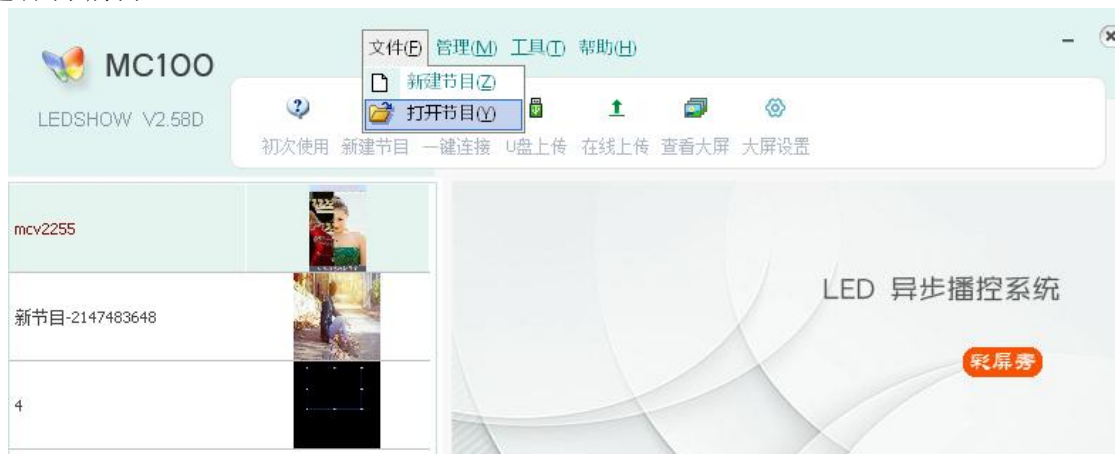 MC100
LEDSHOW V2.58D
文件(F) 管理(M) 工具(T) 帮助(H)
新建节目(Z)
打开节目(Y)
初次使用 新建节目 一键连接 U盘上传 在线上传 查看大屏 大屏设置
mcv2255
新节目-2147483648
4
LED 异步播控系统
彩屏秀